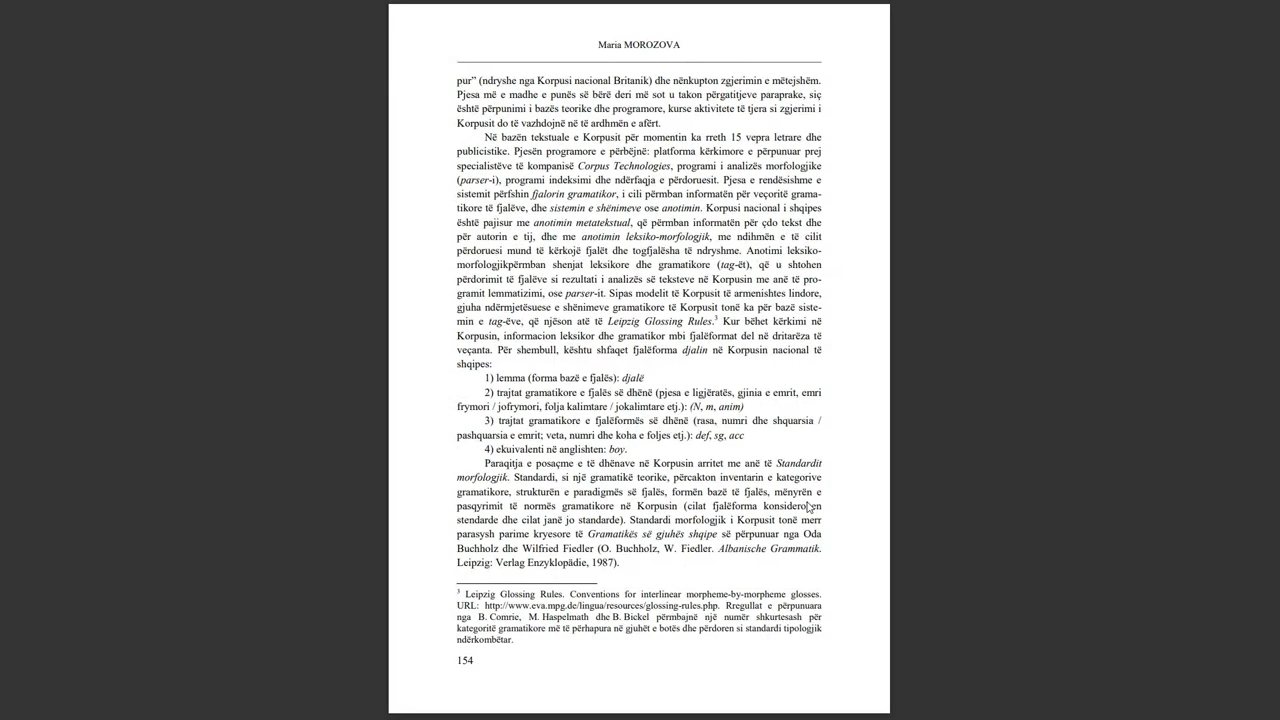 Maria MOROZOVA
pur” (ndryshe nga Korpusi nacional Britanik) dhe nënkupton zgjerimin e mëtejshëm.
Pjesa më e madhe e punës së bërë deri më sot u takon përgatitjeve paraprake, siç
është përpunimi i bazës teorike dhe programore, kurse aktivitete të tjera si zgjerimi i
Korpusit do të vazhdojnë në të ardhmën e afërt.
Në bazën tekstuale e Korpusit për momentin ka rreth 15 vepra letrare dhe
publicistike. Pjesën programore e përbëjnë: platforma kërkimore e përpunuar prej
specialistëve të kompanisë Corpus Technologies, programi i analizës morfologjike
(parser-i), programi indeksimi dhe ndërfaqja e përdoruesit. Pjesa e rendësishme e
sistemit përfshin fjalorin gramatikor, i cili përmban informatën për veçoritë grama-
tikore të fjalëve, dhe sistemin e shënimeve ose anotimin. Korpusi nacional i shqipes
është pajisur me anotimin metatekstual, që përmban informatën për çdo tekst dhe
për autorin e tij, dhe me anotimin leksiko-morfologjik, me ndihmën e të cilit
përdoruesi mund të kërkojë fjalët dhe togfjalësha të ndryshme. Anotimi leksiko-
morfologjikpërmban shenjat leksikore dhe gramatikore (tag-ët), që u shtohen
përdorimit të fjalëve si rezultati i analizës së teksteve në Korpusin me anë të pro-
gramit lemmatizimi, ose parser-it. Sipas modelit të Korpusit të armenishtes lindore,
gjuha ndërmjetësuese e shënimeve gramatikore të Korpusit tonë ka për bazë siste-
min e tag-ëve, që njëson atë të Leipzig Glossing Rules.³ Kur bëhet kërkimi në
Korpusin, informacion leksikor dhe gramatikor mbi fjalëformat del në dritarëza të
veçanta. Për shembull, kështu shfaqet fjalëforma djalin në Korpusin nacional të
shqipes:
1) lemma (forma bazë e fjalës): djalë
2) trajtat gramatikore e fjalës së dhënë (pjesa e ligjëratës, gjinia e emrit, emri
frymori / jofrymori, folja kalimtare / jokalimtare etj.): (N, m, anim)
3) trajtat gramatikore e fjalëformës së dhënë (rasa, numri dhe shquarsia /
pashquarsia e emrit; veta, numri dhe koha e foljes etj.): def, sg, acc
4) ekuivalenti në anglishten: boy.
Paraqitja e posaçme e të dhënave në Korpusin arritet me anë të Standardit
morfologjik. Standardi, si një gramatikë teorike, përcakton inventarin e kategorive
gramatikore, strukturën e paradigmës së fjalës, formën bazë të fjalës, mënyrën e
pasqyrimit të normës gramatikore në Korpusin (cilat fjalëforma konsiderohen
stendarde dhe cilat janë jo standarde). Standardi morfologjik i Korpusit tonë merr
parasysh parime kryesore të Gramatikës së gjuhës shqipe së përpunuar nga Oda
Buchholz dhe Wilfried Fiedler (O. Buchholz, W. Fiedler. Albanische Grammatik.
Leipzig: Verlag Enzyklopädie, 1987).
³ Leipzig Glossing Rules. Conventions for interlinear morpheme-by-morpheme glosses.
URL: http://www.eva.mpg.de/lingua/resources/glossing-rules.php. Rregullat e përpunuara
nga B. Comrie, M. Haspelmath dhe B. Bickel përmbajnë një numër shkurtesash për
kategoritë gramatikore më të përhapura në gjuhët e botës dhe përdoren si standardi tipologjik
ndërkombëtar.
154